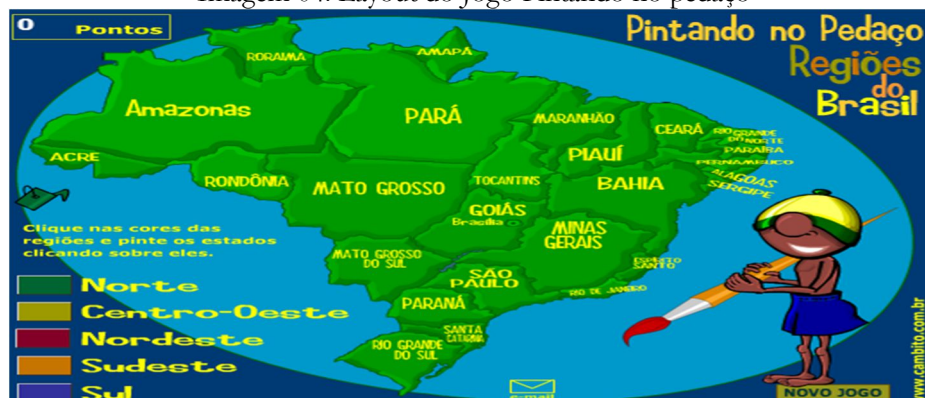 Imagem 04: Layout do jogo Pintando no pedaço
0 Pontos
Pintando no Pedaço
Regiões
do
Brasil
RORAIMA
AMAPÁ
Amazonas
PARÁ
MARANHÃO
CEARÁ
RIO GRANDE
DO NORTE
PARAÍBA
PERNAMBUCO
ALAGOAS
SERGIPE
PIAUÍ
ACRE
RONDÔNIA
MATO GROSSO
TOCANTINS
BAHIA
GOIÁS
Brasília
MINAS
GERAIS
MATO GROSSO
DO SUL
ESPÍRITO
SANTO
SÃO
PAULO
RIO DE JANEIRO
PARANÁ
SANTA
CATARINA
RIO GRANDE
DO SUL
Clique nas cores das
regiões e pinte os estados
clicando sobre eles.
Norte
Centro-Oeste
Nordeste
Sudeste
Sul
e-mail
NOVO JOGO
www.cambito.com.br